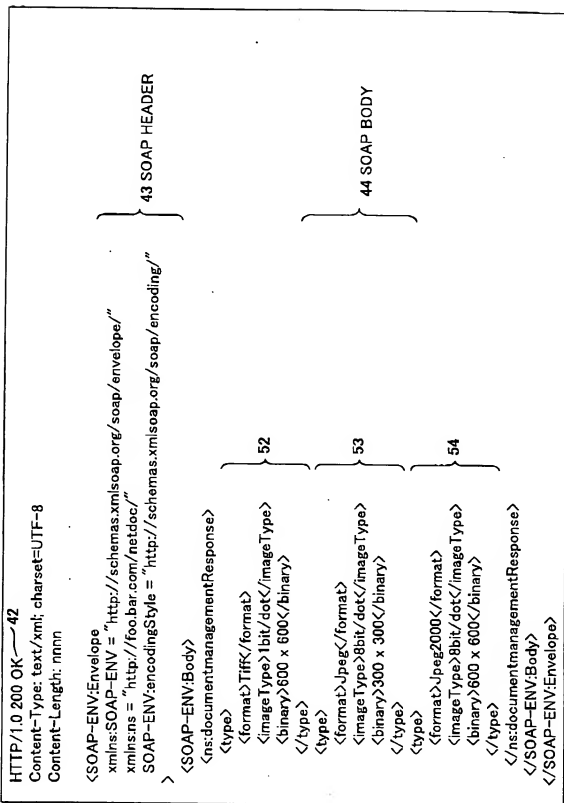 HTTP/1.0 200 OK 42
Content-Type: text/xml; charset=UTF-8
Content-Length: nnnn
<SOAP-ENV:Envelope
xmlns:SOAP-ENV = "http://schemas.xmlsoap.org/soap/envelope/"
xmlns:ns = "http://foo.bar.com/netdoc/"
SOAP-ENV:encodingStyle = "http://schemas.xmlsoap.org/soap/encoding/"
>
43 SOAP HEADER
<SOAP-ENV:Body>
<ns:documentmanagementResponse>
<type>
<format>Tiff</format>
<imageType>1bit/dot</imageType>
<binary>600 x 600</binary>
</type>
52
<type>
<format>Jpeg</format>
<imageType>8bit/dot</imageType>
<binary>300 x 300</binary>
</type>
53
44 SOAP BODY
<type>
<format>Jpeg2000</format>
<imageType>8bit/dot</imageType>
<binary>600 x 600</binary>
</type>
54
</ns:documentmanagementResponse>
</SOAP-ENV:Body>
</SOAP-ENV:Envelope>